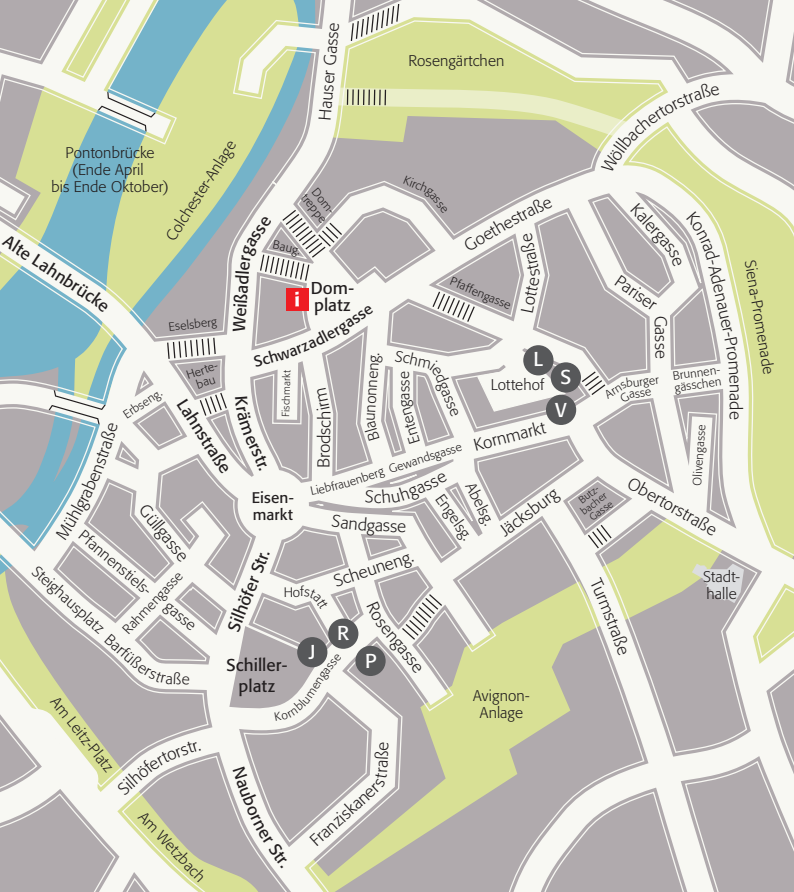 Hauser Gasse
Rosengärtchen
Wöllbachertorstraße
Pontonbrücke
(Ende April
bis Ende Oktober)
Colchester-Anlage
Dom-
treppe
Kirchgasse
Goethestraße
Kalergasse
Konrad-Adenauer-Promenade
Siena-Promenade
Alte Lahnbrücke
Weißadlergasse
Baug.
i
Dom-
platz
Pfaffengasse
Lottestraße
Pariser
Gasse
Eselsberg
Schwarzadlergasse
Herte-
bau
Fischmarkt
Brodschirm
Blaunonneng.
Schmiedgasse
Entengasse
L
S
V
Lottehof
Arnsburger
Gasse
Brunnen-
gässchen
Erbseng.
Lahnstraße
Krämerstr.
Kornmarkt
Olivengasse
Mühlgrabenstraße
Liebfrauenberg
Gewandsgasse
Eisen-
markt
Schuhgasse
Abelsg.
Engelsg.
Jäcksburg
Butz-
bacher
Gasse
Obertorstraße
Sandgasse
Güllgasse
Pfannenstiels-
gasse
Rahmengasse
Steighausplatz
Barfüßerstraße
Silhöfer Str.
Scheuneng.
Hofstatt
Rosengasse
Turmstraße
Stadt-
halle
J
R
P
Schiller-
platz
Kornblumengasse
Avignon-
Anlage
Am Leitz-Platz
Silhöfertorstr.
Nauborner Str.
Franziskanerstraße
Am Wetzbach